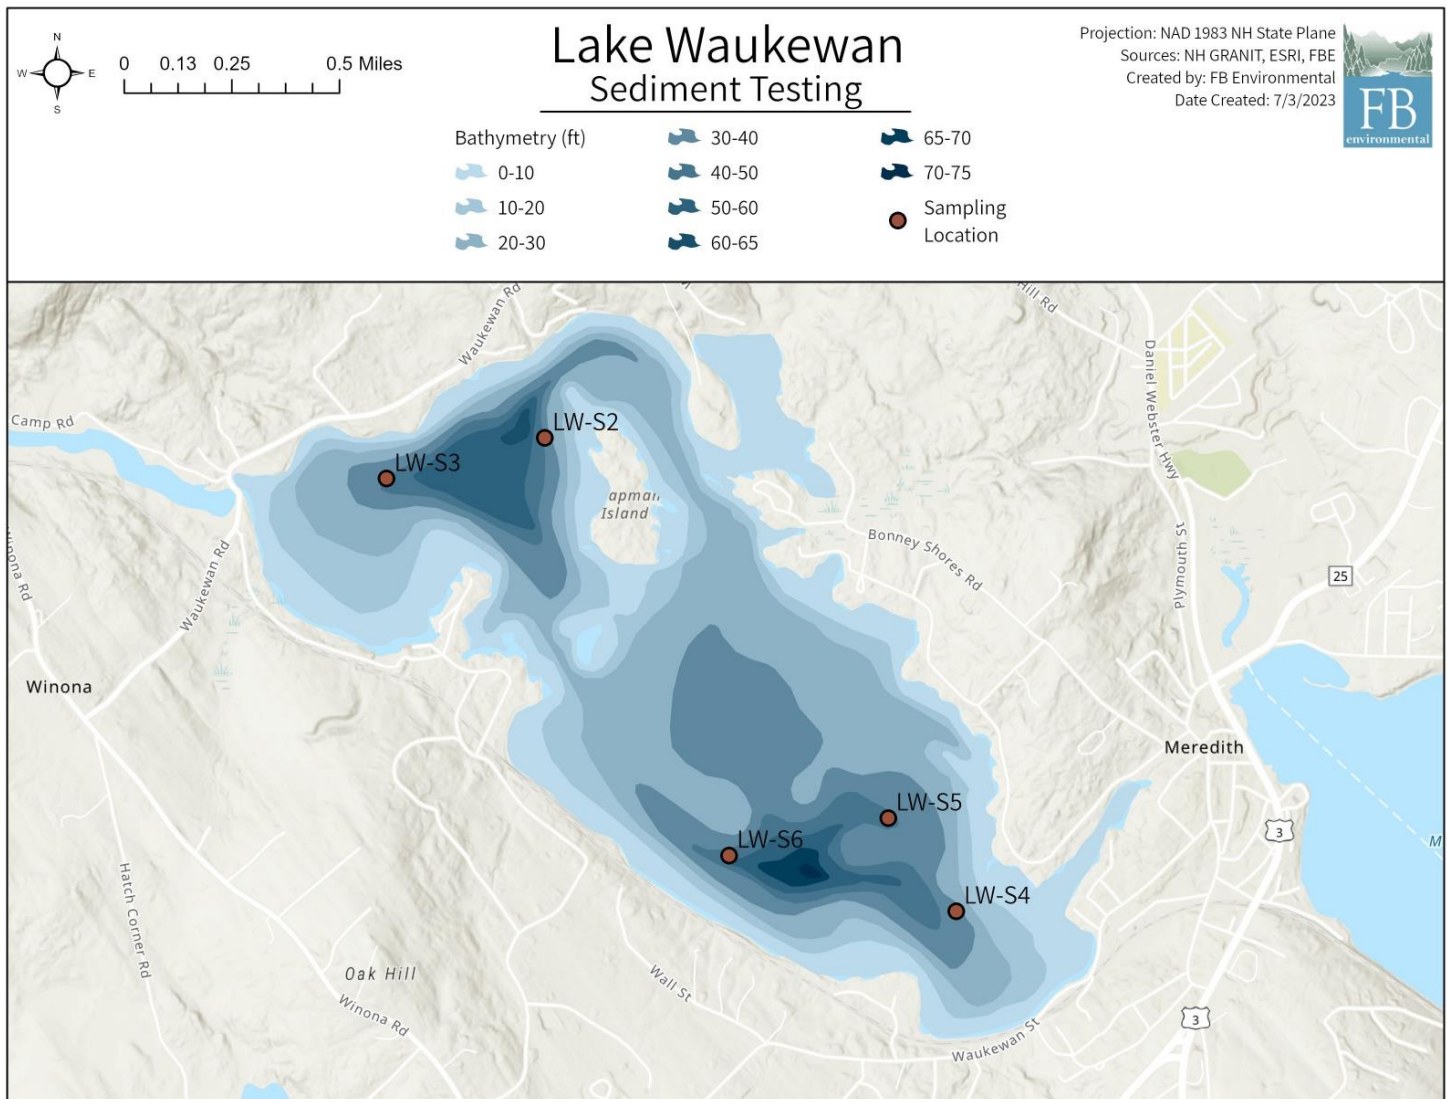 N
W E
S
0 0.13 0.25 0.5 Miles
Lake Waukewan
Sediment Testing
Projection: NAD 1983 NH State Plane
Sources: NH GRANIT, ESRI, FBE
Created by: FB Environmental
Date Created: 7/3/2023
FB
environmental
Bathymetry (ft)
0-10
10-20
20-30
30-40
40-50
50-60
60-65
65-70
70-75
Sampling
Location
Waukewan Rd
Hill Rd
Daniel Webster Hwy
Camp Rd
LW-S2
LW-S3
apman
Island
Bonney Shores Rd
Plymouth St
25
Winona Rd
Waukewan Rd
Winona
Meredith
LW-S5
LW-S6
3
M
LW-S4
Hatch Corner Rd
Oak Hill
Wall St
Winona Rd
Waukewan St
3